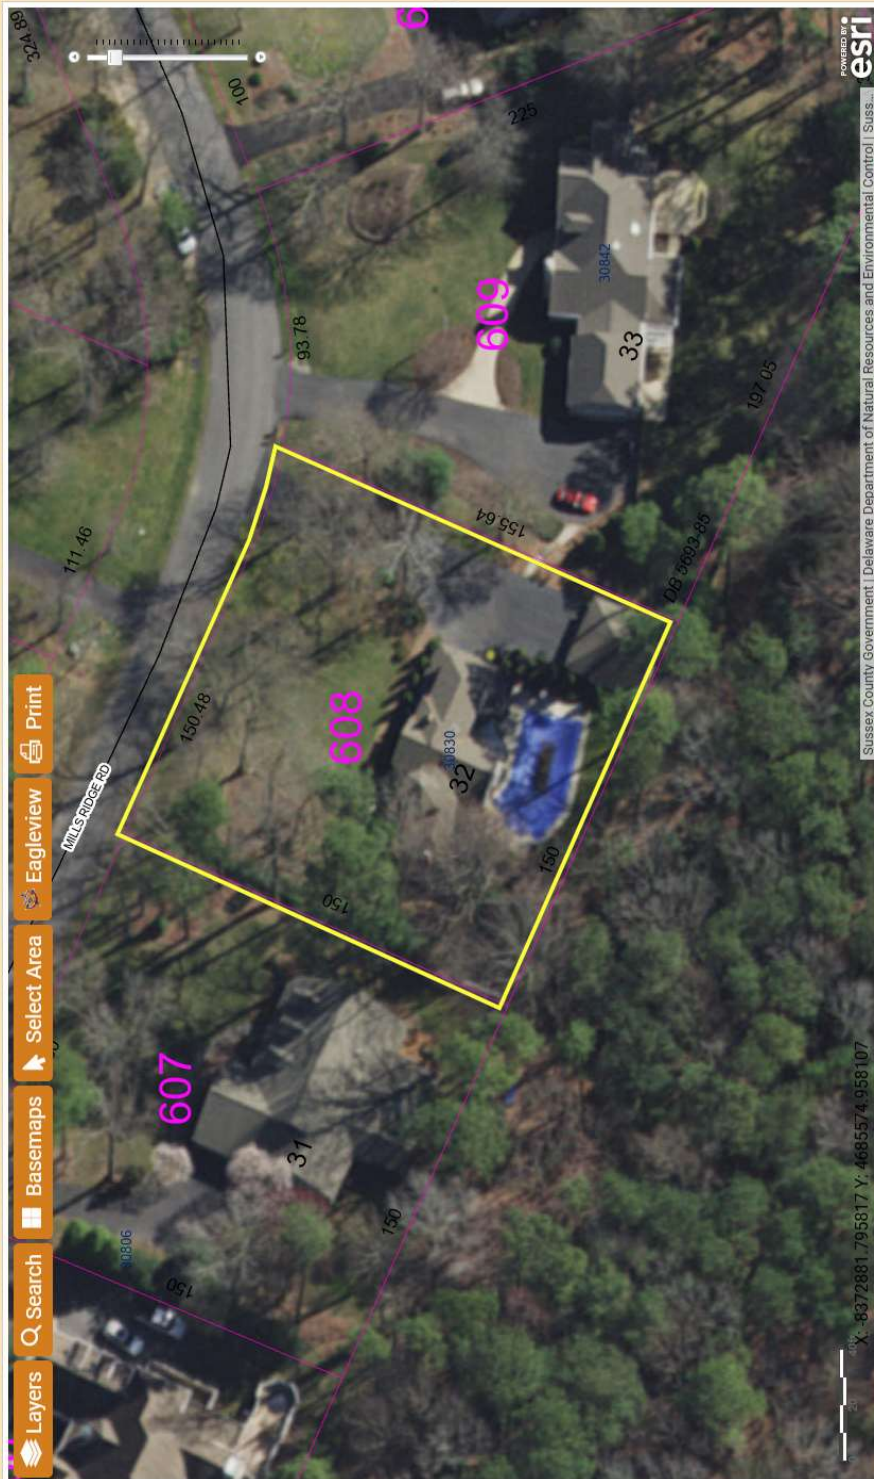 Layers
Search
Basemaps
Select Area
Eagleview
Print
324.89
100
225
111.46
93.78
MILLS RIDGE RD
150.48
609
30842
33
197.05
155.64
DB 5693-85
608
30830
32
150
150
607
31
30806
150
150
X: -8372881.795817 Y: 4685574.958107
Sussex County Government | Delaware Department of Natural Resources and Environmental Control | Suss...
POWERED BY
esri
20